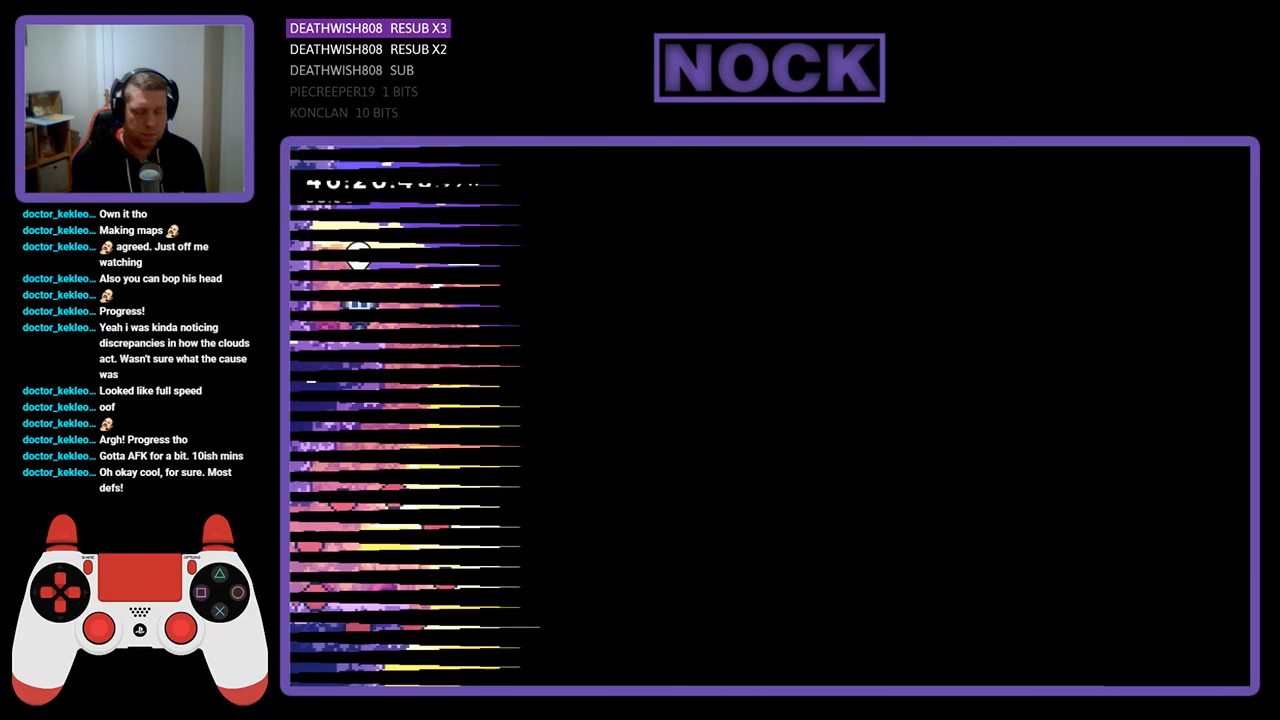 DEATHWISH808 RESUB X3
DEATHWISH808 RESUB X2
DEATHWISH808 SUB
PIECREEPER19 1 BITS
KONCLAN 10 BITS
NOCK
doctor_kekleo... Own it tho
doctor_kekleo... Making maps
doctor_kekleo... agreed. Just off me
watching
doctor_kekleo... Also you can bop his head
doctor_kekleo...
doctor_kekleo... Progress!
doctor_kekleo... Yeah i was kinda noticing
discrepancies in how the clouds
act. Wasn't sure what the cause
was
doctor_kekleo... Looked like full speed
doctor_kekleo... oof
doctor_kekleo...
doctor_kekleo... Argh! Progress tho
doctor_kekleo... Gotta AFK for a bit. 10ish mins
doctor_kekleo... Oh okay cool, for sure. Most
defs!
SHARE
OPTIONS